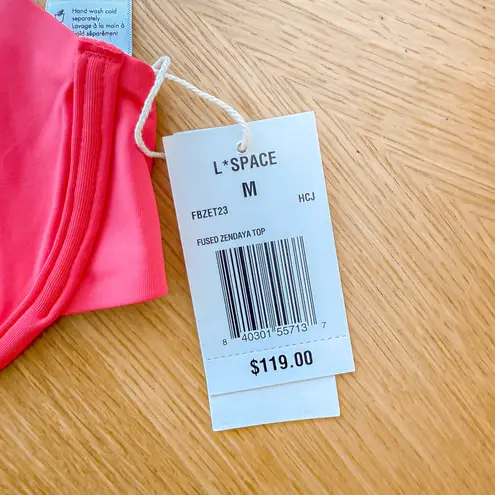 Hand wash cold
separately
Lavage à la main à
séparément
L*SPACE
M
FBZET23 HCJ
FUSED ZENDAYA TOP
8 40301 55713 7
$119.00